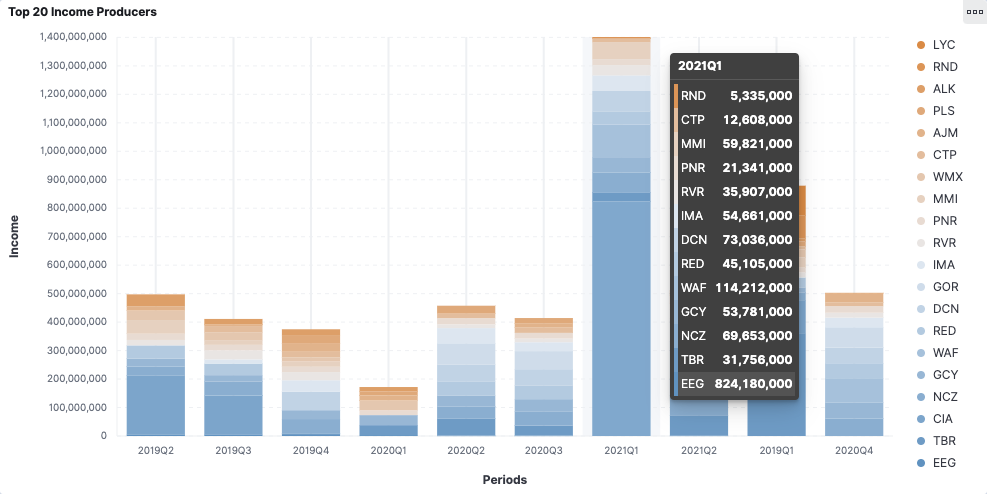 Top 20 Income Producers
1,400,000,000
1,300,000,000
1,200,000,000
1,100,000,000
1,000,000,000
900,000,000
800,000,000
700,000,000
600,000,000
500,000,000
400,000,000
300,000,000
200,000,000
100,000,000
0
Income
2019Q2 2019Q3 2019Q4 2020Q1 2020Q2 2020Q3 2021Q1 2021Q2 2019Q1 2020Q4
Periods
2021Q1
RND 5,335,000
CTP 12,608,000
MMI 59,821,000
PNR 21,341,000
RVR 35,907,000
IMA 54,661,000
DCN 73,036,000
RED 45,105,000
WAF 114,212,000
GCY 53,781,000
NCZ 69,653,000
TBR 31,756,000
EEG 824,180,000
LYC
RND
ALK
PLS
AJM
CTP
WMX
MMI
PNR
RVR
IMA
GOR
DCN
RED
WAF
GCY
NCZ
CIA
TBR
EEG